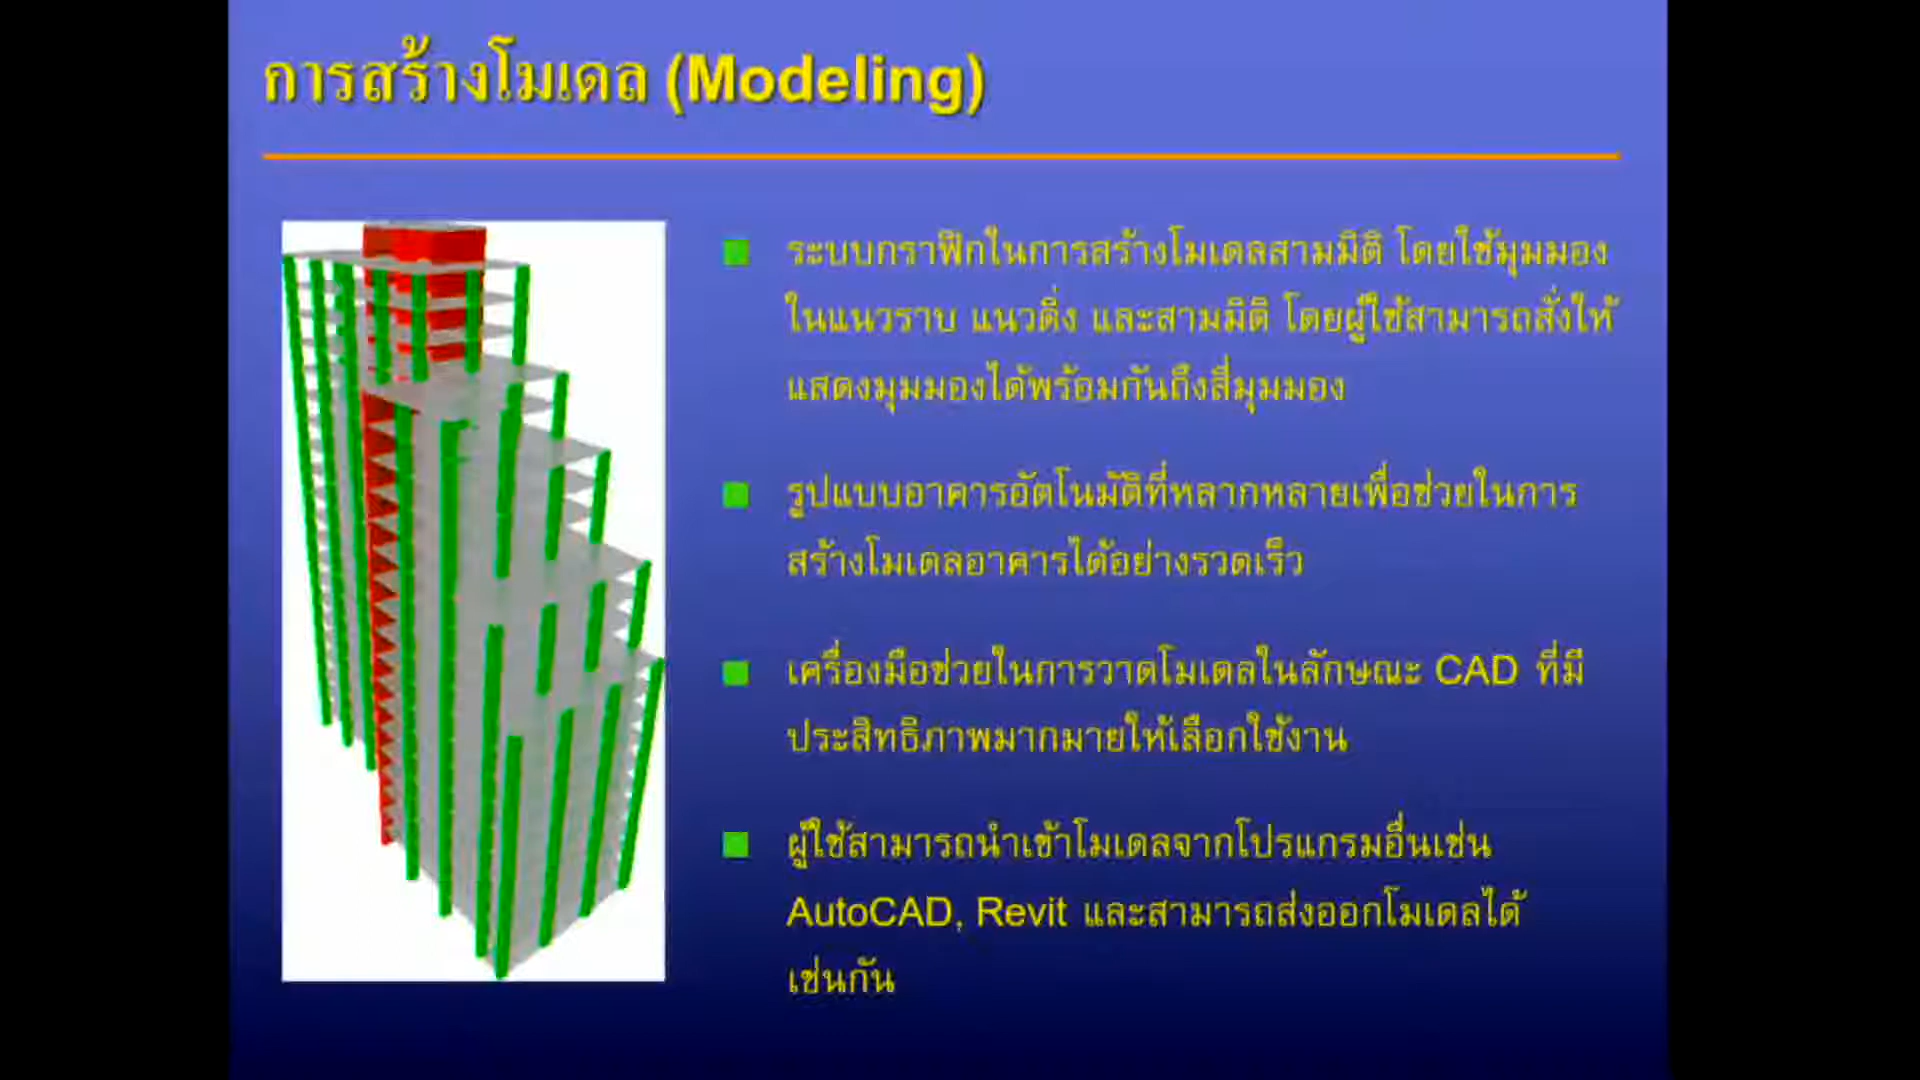 การสร้างโมเดล (Modeling)
ระบบกราฟิกในการสร้างโมเดลสามมิติ โดยใช้มุมมอง
ในแนวราบ แนวดิ่ง และสามมิติ โดยผู้ใช้สามารถสั่งให้
แสดงมุมมองได้พร้อมกันถึงสี่มุมมอง
รูปแบบอาคารอัตโนมัติที่หลากหลายเพื่อช่วยในการ
สร้างโมเดลอาคารได้อย่างรวดเร็ว
เครื่องมือช่วยในการวาดโมเดลในลักษณะ CAD ที่มี
ประสิทธิภาพมากมายให้เลือกใช้งาน
ผู้ใช้สามารถนำเข้าโมเดลจากโปรแกรมอื่นเช่น
AutoCAD, Revit และสามารถส่งออกโมเดลได้
เช่นกัน